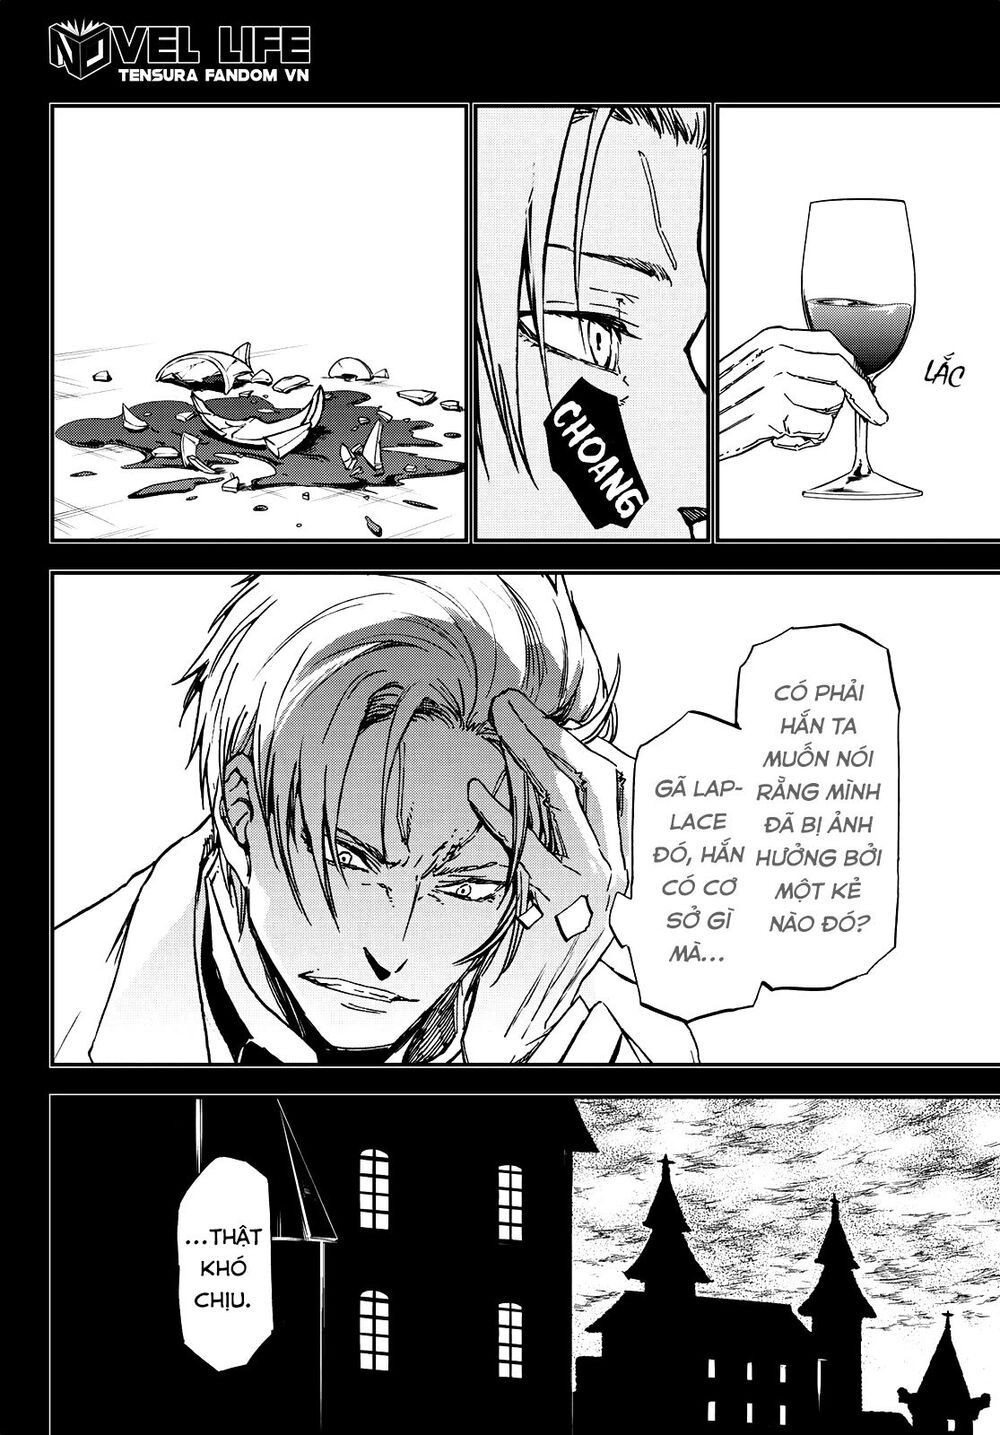 NOVEL LIFE
TENSURA FANDOM VN
LẮC
CHOANG
CÓ PHẢI
HẮN TA
MUỐN NÓI
RẰNG MÌNH
ĐÃ BỊ ẢNH
HƯỞNG BỞI
MỘT KẺ
NÀO ĐÓ?
GÃ LAP-
LACE
ĐÓ, HẮN
CÓ CƠ
SỞ GÌ
MÀ...
...THẬT
KHÓ
CHỊU.